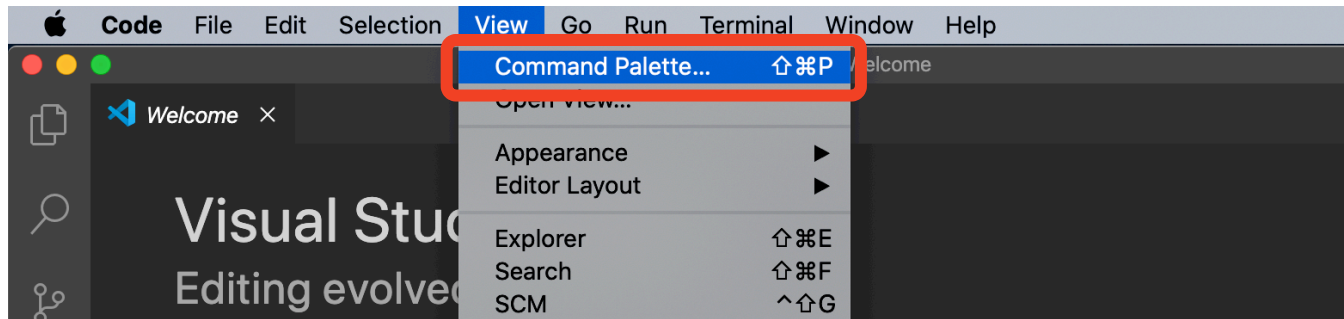 Code File Edit Selection View Go Run Terminal Window Help
Command Palette... ⇧⌘P
elcome
Welcome ×
Open View...
Appearance ▶
Editor Layout ▶
Visual Stu
Explorer ⇧⌘E
Search ⇧⌘F
Editing evolve
SCM ^⇧G